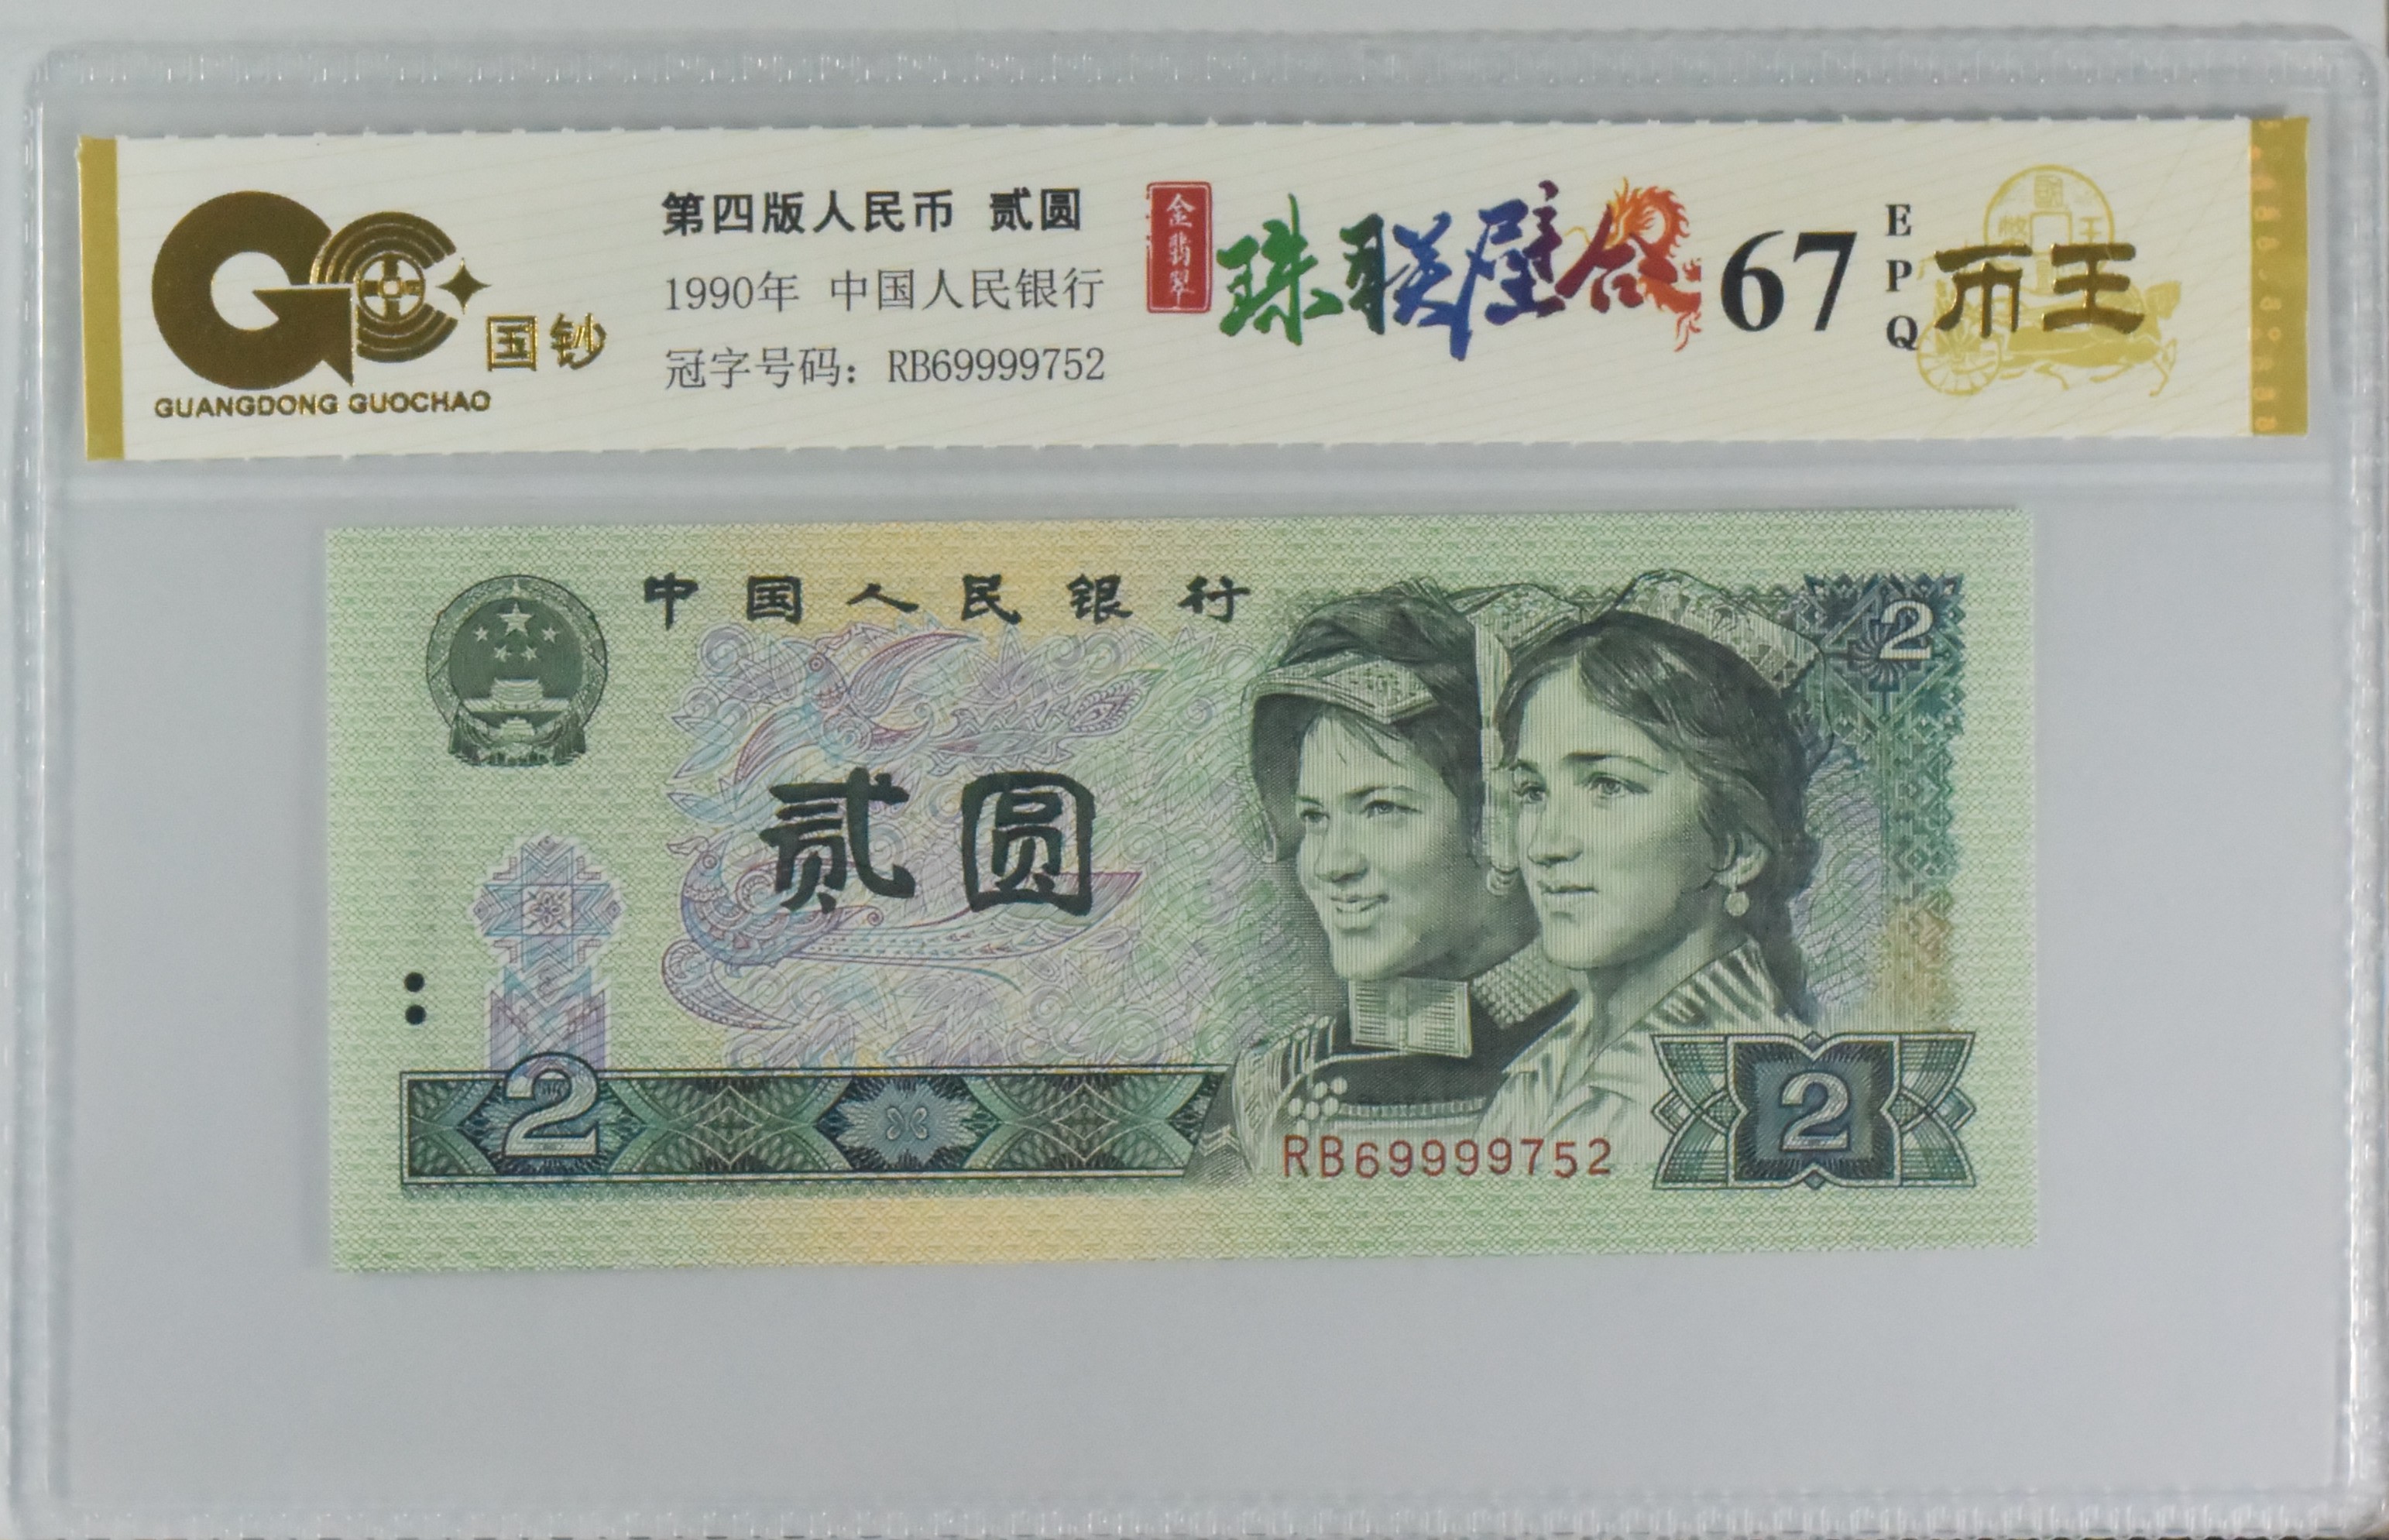 国钞
GUANGDONG GUOCHAO
第四版人民币 贰圆
1990年 中国人民银行
冠字号码：RB69999752
金翡翠
珠联璧合
67
EPQ
币王
中国人民银行
2
贰圆
2
2
RB69999752